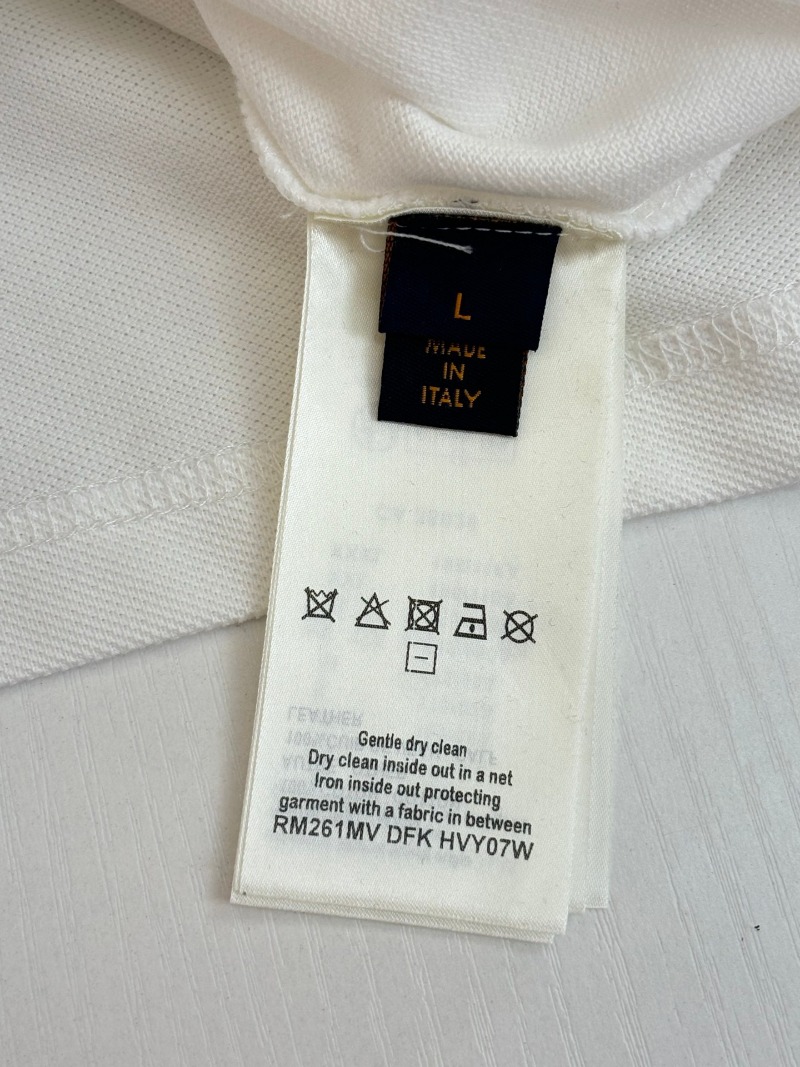 L
MADE
IN
ITALY
Gentle dry clean
Dry clean inside out in a net
Iron inside out protecting
garment with a fabric in between
RM261MV DFK HVY07W